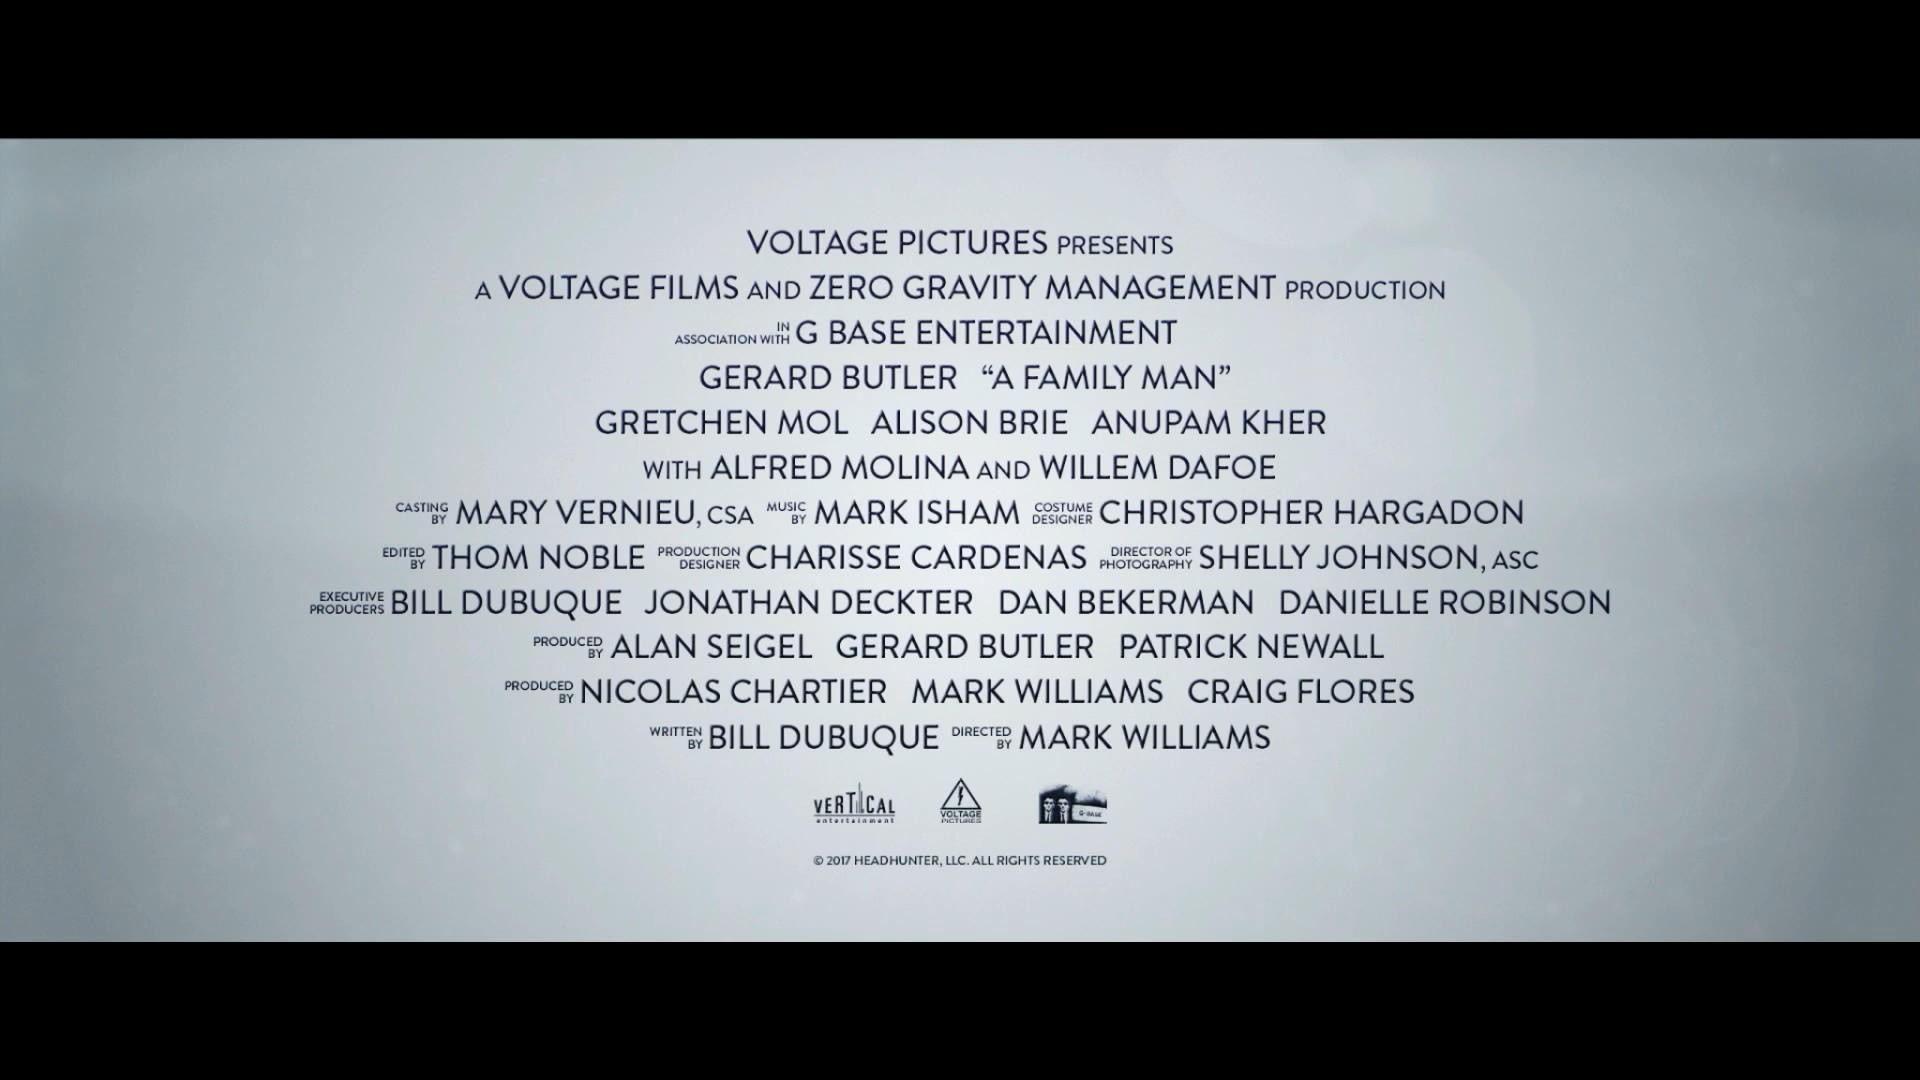 VOLTAGE PICTURES PRESENTS
A VOLTAGE FILMS AND ZERO GRAVITY MANAGEMENT PRODUCTION
IN ASSOCIATION WITH G BASE ENTERTAINMENT
GERARD BUTLER “A FAMILY MAN”
GRETCHEN MOL ALISON BRIE ANUPAM KHER
WITH ALFRED MOLINA AND WILLEM DAFOE
CASTING BY MARY VERNIEU, CSA MUSIC BY MARK ISHAM COSTUME DESIGNER CHRISTOPHER HARGADON
EDITED BY THOM NOBLE PRODUCTION DESIGNER CHARISSE CARDENAS DIRECTOR OF PHOTOGRAPHY SHELLY JOHNSON, ASC
EXECUTIVE PRODUCERS BILL DUBUQUE JONATHAN DECKTER DAN BEKERMAN DANIELLE ROBINSON
PRODUCED BY ALAN SEIGEL GERARD BUTLER PATRICK NEWALL
PRODUCED BY NICOLAS CHARTIER MARK WILLIAMS CRAIG FLORES
WRITTEN BY BILL DUBUQUE DIRECTED BY MARK WILLIAMS
VERTICAL entertainment VOLTAGE PICTURES G-BASE
© 2017 HEADHUNTER, LLC. ALL RIGHTS RESERVED